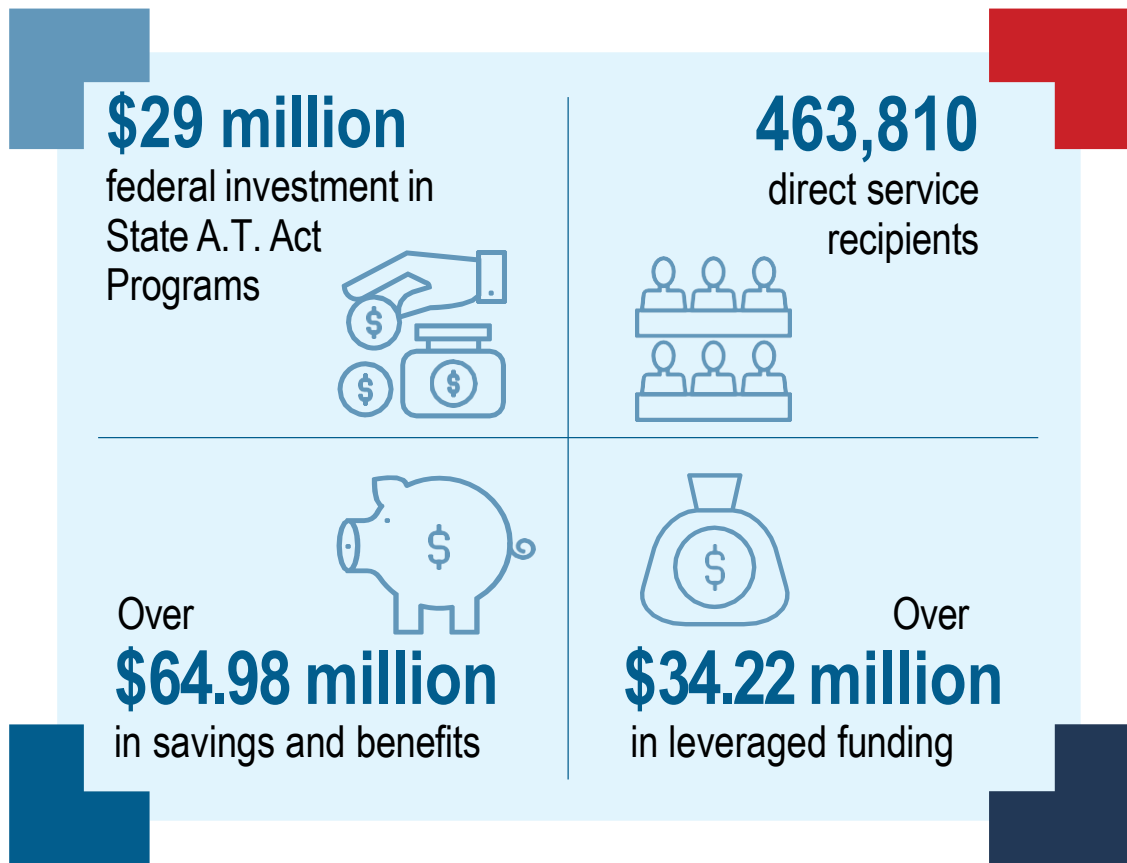 $29 million
federal investment in
State A.T. Act
Programs
$
$
$
463,810
direct service
recipients
$
Over
$64.98 million
in savings and benefits
$
Over
$34.22 million
in leveraged funding